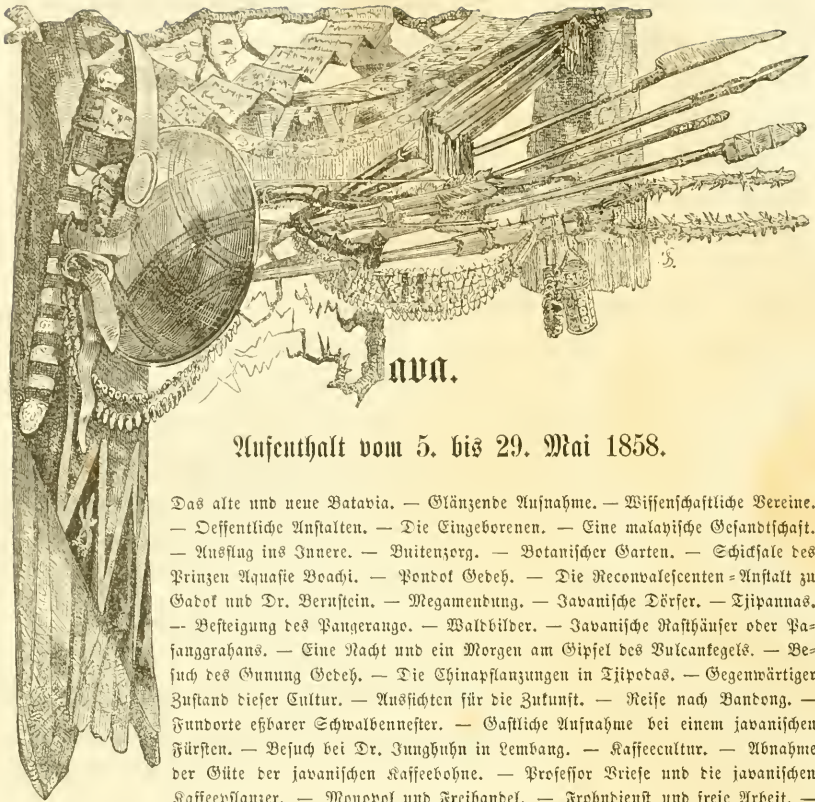 Java.
Aufenthalt vom 5. bis 29. Mai 1858.
Das alte und neue Batavia. — Glänzende Aufnahme. — Wissenschaftliche Vereine.
— Oeffentliche Anstalten. — Die Eingeborenen. — Eine malayische Gesandtschaft.
— Ausflug ins Innere. — Buitenzorg. — Botanischer Garten. — Schicksale des
Prinzen Aquasie Boachi. — Pondok Gedeh. — Die Reconvalescenten-Anstalt zu
Gadok und Dr. Bernstein. — Megamendung. — Javanische Dörfer. — Tjipannas.
— Besteigung des Pangerango. — Waldbilder. — Javanische Rasthäuser oder Pa-
sanggrahans. — Eine Nacht und ein Morgen am Gipfel des Vulcankegels. — Be-
such des Gunung Gedeh. — Die Chinapflanzungen in Tjipodas. — Gegenwärtiger
Zustand dieser Cultur. — Aussichten für die Zukunft. — Reise nach Bandong. —
Fundorte eßbarer Schwalbennester. — Gastliche Aufnahme bei einem javanischen
Fürsten. — Besuch bei Dr. Junghuhn in Lembang. — Kaffeecultur. — Abnahme
der Güte der javanischen Kaffeebohne. — Professor Vriese und die javanischen
Kaffeepflanzer. — Monopol und Freihandel. — Frohndienst und freie Arbeit. —